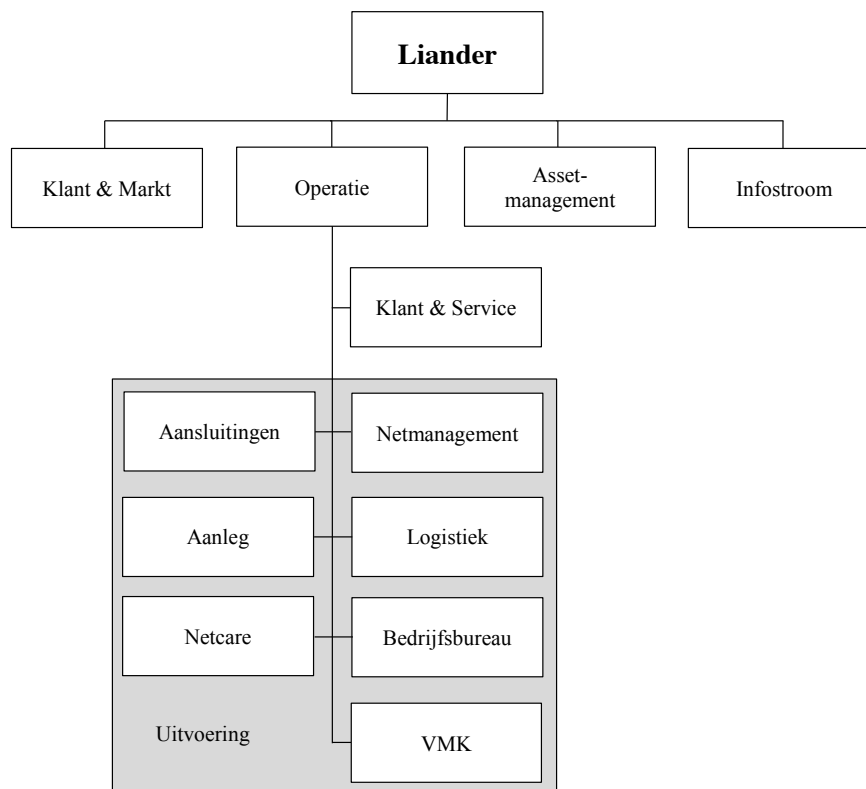 Liander
Klant & Markt
Operatie
Asset-
management
Infostroom
Klant & Service
Aansluitingen
Netmanagement
Aanleg
Logistiek
Netcare
Bedrijfsbureau
Uitvoering
VMK